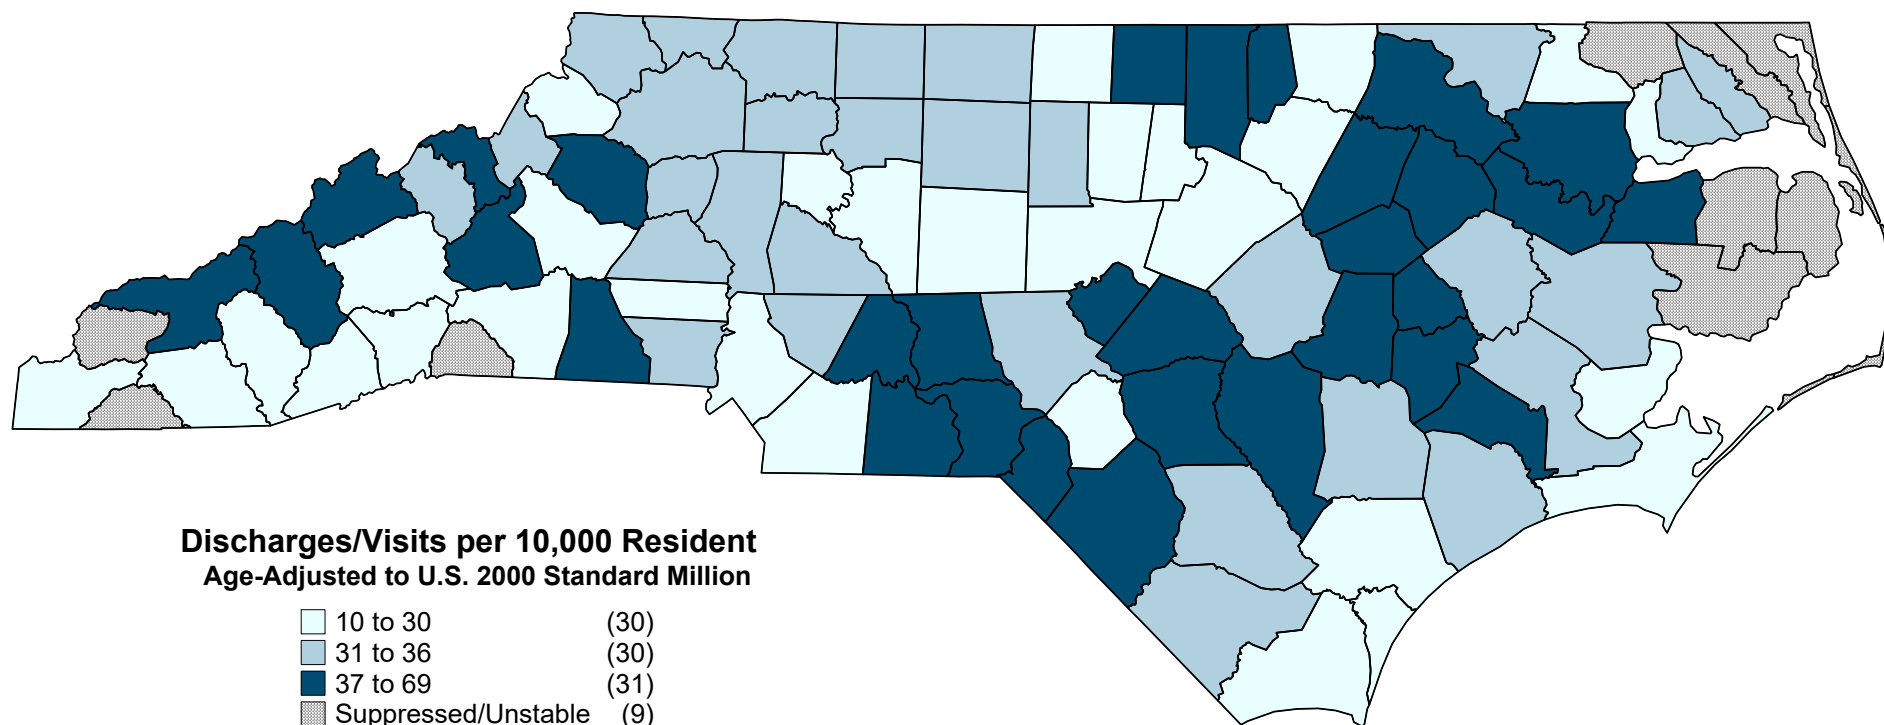 Discharges/Visits per 10,000 Resident
Age-Adjusted to U.S. 2000 Standard Million
10 to 30 (30)
31 to 36 (30)
37 to 69 (31)
Suppressed/Unstable (9)